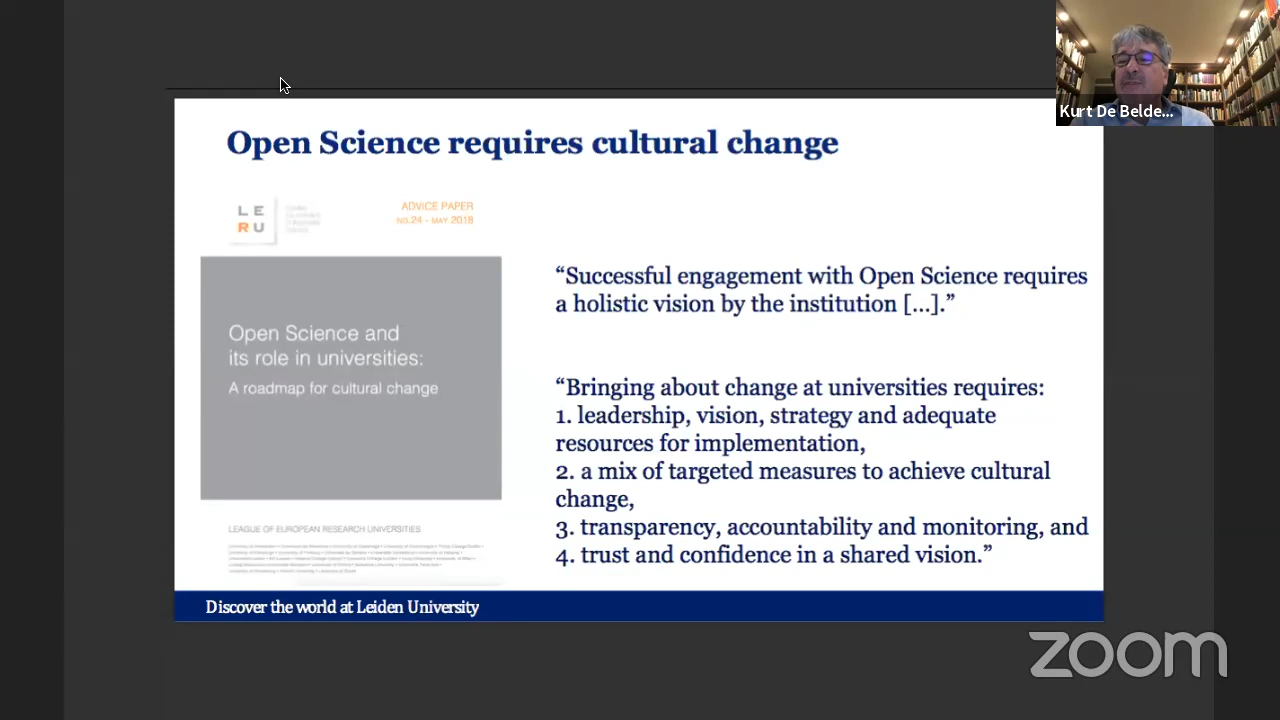 Kurt De Belde...
Open Science requires cultural change
L E
R U
ADVICE PAPER
NO.24 - MAY 2018
Open Science and
its role in universities:
A roadmap for cultural change
LEAGUE OF EUROPEAN RESEARCH UNIVERSITIES
“Successful engagement with Open Science requires
a holistic vision by the institution [...].”
“Bringing about change at universities requires:
1. leadership, vision, strategy and adequate
resources for implementation,
2. a mix of targeted measures to achieve cultural
change,
3. transparency, accountability and monitoring, and
4. trust and confidence in a shared vision.”
Discover the world at Leiden University
zoom